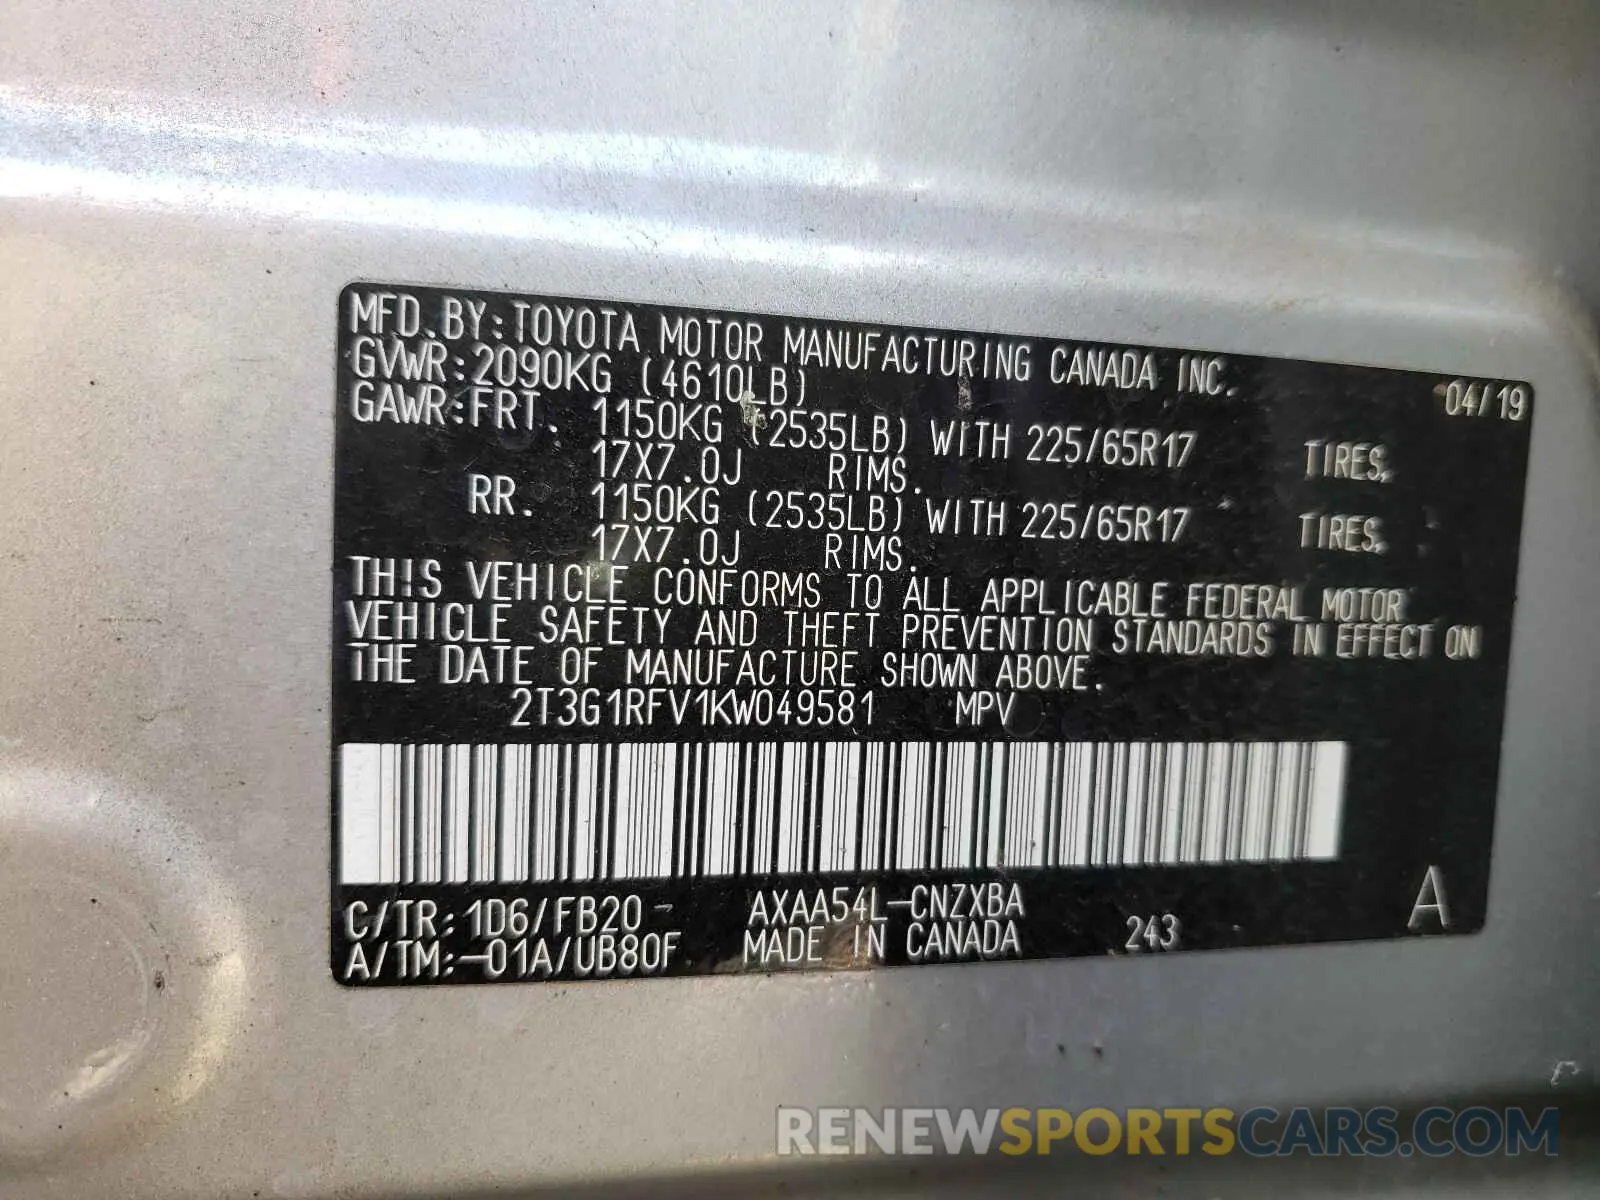 MFD.BY:TOYOTA MOTOR MANUFACTURING CANADA INC. 04/19
GVWR:2090KG (4610LB)
GAWR:FRT. 1150KG (2535LB) WITH 225/65R17 TIRES,
17X7.0J RIMS.
RR. 1150KG (2535LB) WITH 225/65R17 TIRES,
17X7.0J RIMS.
THIS VEHICLE CONFORMS TO ALL APPLICABLE FEDERAL MOTOR
VEHICLE SAFETY AND THEFT PREVENTION STANDARDS IN EFFECT ON
THE DATE OF MANUFACTURE SHOWN ABOVE.
2T3G1RFV1KW049581 MPV
C/TR:1D6/FB20 AXAA54L-CNZXBA A
A/TM:-01A/UB80F MADE IN CANADA 243
RENEWSPORTSCARS.COM